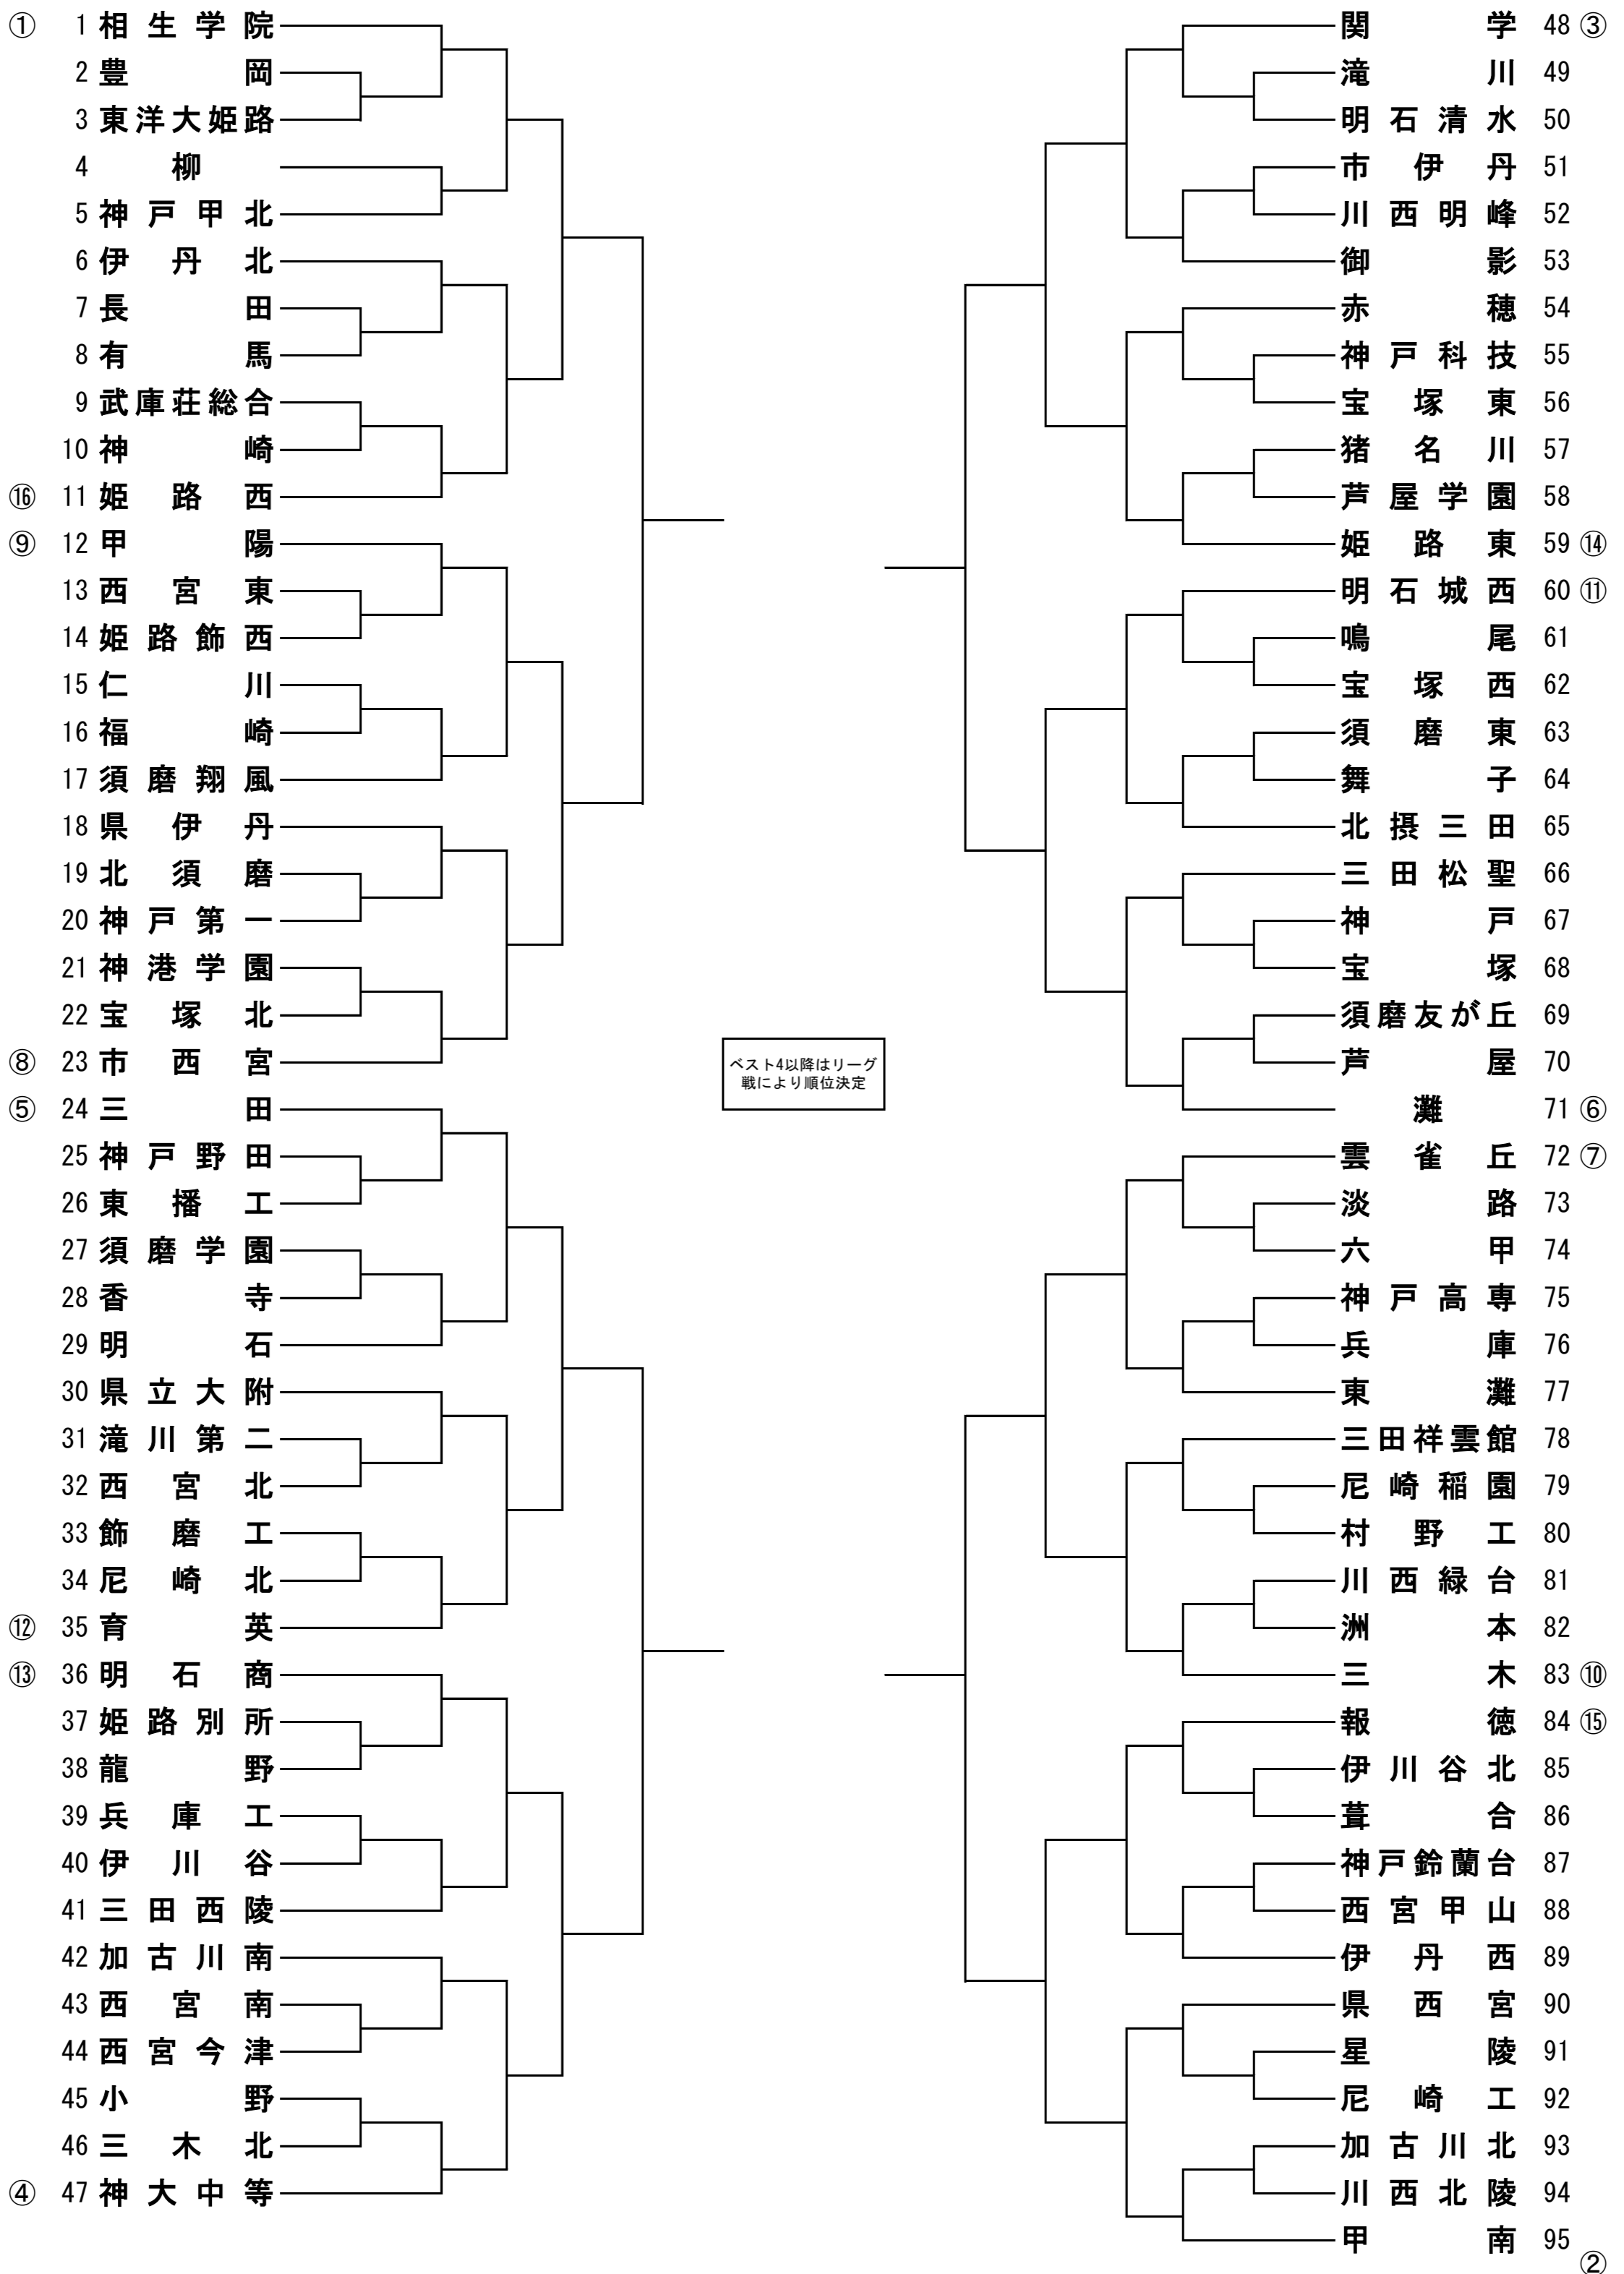 ① 1 相生学院
2 豊岡
3 東洋大姫路
4 柳
5 神戸甲北
6 伊丹北
7 長田
8 有馬
9 武庫荘総合
10 神崎
⑯ 11 姫路西
⑨ 12 甲陽
13 西宮東
14 姫路飾西
15 仁川
16 福崎
17 須磨翔風
18 県伊丹
19 北須磨
20 神戸第一
21 神港学園
22 宝塚北
⑧ 23 市西宮
⑤ 24 三田
25 神戸野田
26 東播工
27 須磨学園
28 香寺
29 明石
30 県立大附
31 滝川第二
32 西宮北
33 飾磨工
34 尼崎北
⑫ 35 育英
⑬ 36 明石商
37 姫路別所
38 龍野
39 兵庫工
40 伊川谷
41 三田西陵
42 加古川南
43 西宮南
44 西宮今津
45 小野
46 三木北
④ 47 神大中等
ベスト4以降はリーグ
戦により順位決定
関学 48 ③
滝川 49
明石清水 50
市伊丹 51
川西明峰 52
御影 53
赤穂 54
神戸科技 55
宝塚東 56
猪名川 57
芦屋学園 58
姫路東 59 ⑭
明石城西 60 ⑪
鳴尾 61
宝塚西 62
須磨東 63
舞子 64
北摂三田 65
三田松聖 66
神戸 67
宝塚 68
須磨友が丘 69
芦屋 70
灘 71 ⑥
雲雀丘 72 ⑦
淡路 73
六甲 74
神戸高専 75
兵庫 76
東灘 77
三田祥雲館 78
尼崎稲園 79
村野工 80
川西緑台 81
洲本 82
三木 83 ⑩
報徳 84 ⑮
伊川谷北 85
葺合 86
神戸鈴蘭台 87
西宮甲山 88
伊丹西 89
県西宮 90
星陵 91
尼崎工 92
加古川北 93
川西北陵 94
甲南 95
②